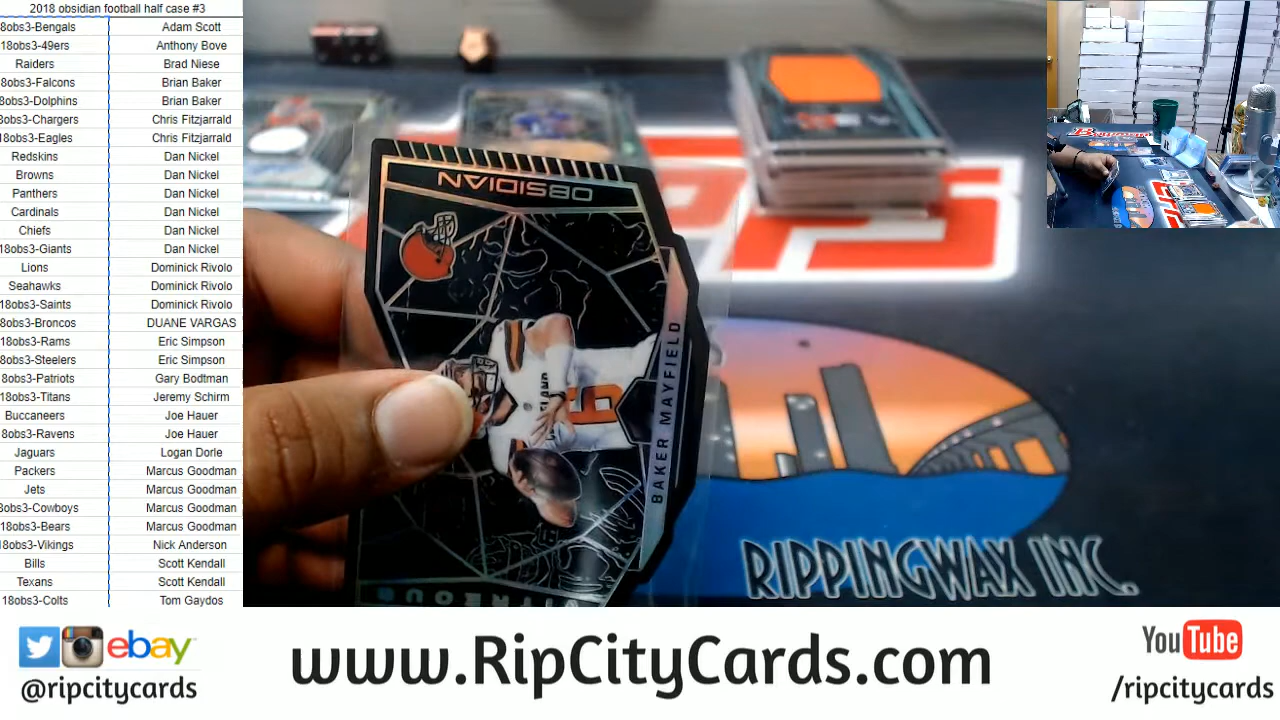 2018 obsidian football half case #3
8obs3-Bengals Adam Scott
18obs3-49ers Anthony Bove
Raiders Brad Niese
8obs3-Falcons Brian Baker
8obs3-Dolphins Brian Baker
8obs3-Chargers Chris Fitzjarrald
8obs3-Eagles Chris Fitzjarrald
Redskins Dan Nickel
Browns Dan Nickel
Panthers Dan Nickel
Cardinals Dan Nickel
Chiefs Dan Nickel
18obs3-Giants Dan Nickel
Lions Dominick Rivolo
Seahawks Dominick Rivolo
18obs3-Saints Dominick Rivolo
8obs3-Broncos DUANE VARGAS
18obs3-Rams Eric Simpson
8obs3-Steelers Eric Simpson
8obs3-Patriots Gary Bodtman
18obs3-Titans Jeremy Schirm
Buccaneers Joe Hauer
8obs3-Ravens Joe Hauer
Jaguars Logan Dorle
Packers Marcus Goodman
Jets Marcus Goodman
8obs3-Cowboys Marcus Goodman
18obs3-Bears Marcus Goodman
18obs3-Vikings Nick Anderson
Bills Scott Kendall
Texans Scott Kendall
18obs3-Colts Tom Gaydos
OBSIDIAN
BAKER MAYFIELD
6
VITREOUS
RIPPINGWAX INC.
ebay
@ripcitycards
www.RipCityCards.com
YouTube
/ripcitycards